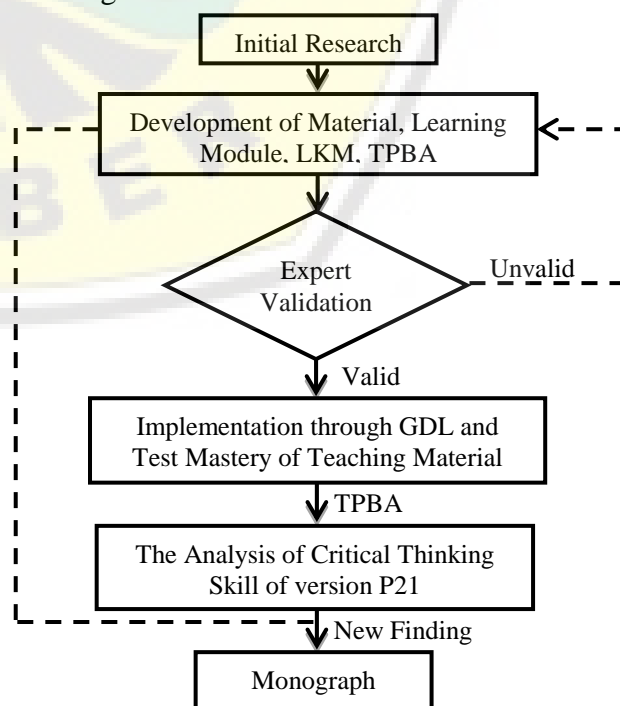 Initial Research
Development of Material, Learning
Module, LKM, TPBA
Expert
Validation
Unvalid
Valid
Implementation through GDL and
Test Mastery of Teaching Material
TPBA
The Analysis of Critical Thinking
Skill of version P21
New Finding
Monograph
BER